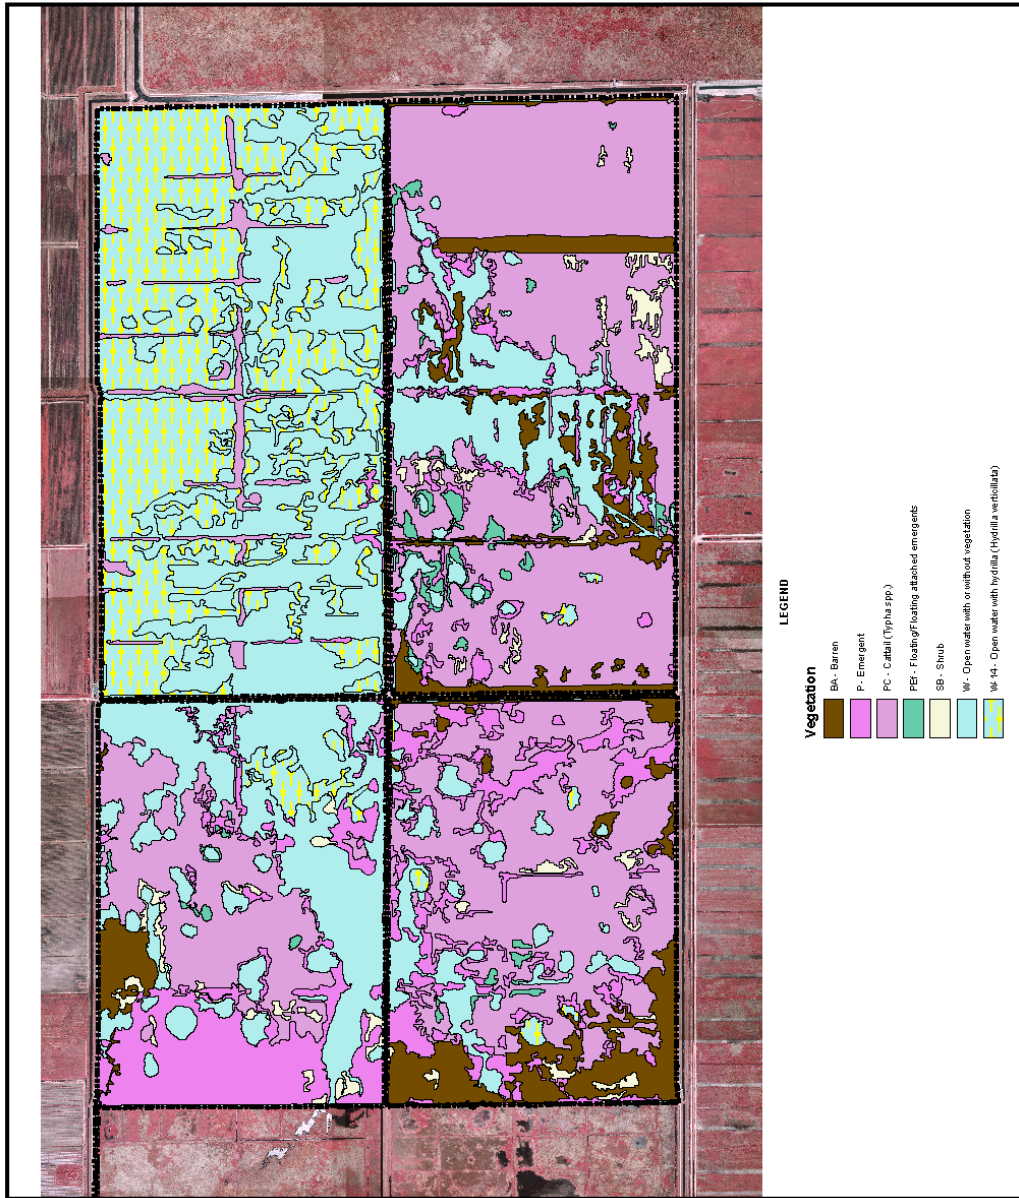 LEGEND
Vegetation
BA - Barren
P - Emergent
PC - Cattail (Typha spp.)
PEf - Floating/Floating attached emergents
SB - Shrub
W - Open water with or without vegetation
W-14 - Open water with hydrilla (Hydrilla verticillata)